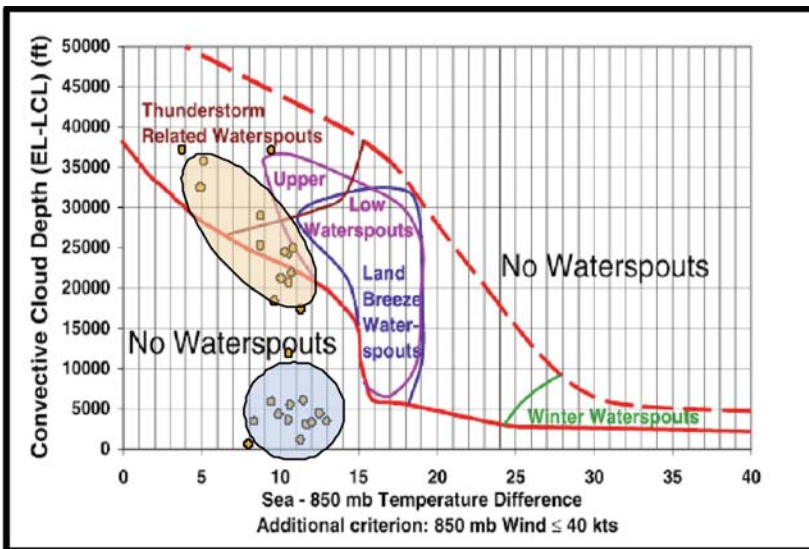 Convective Cloud Depth (EL-LCL) (ft)
50000
45000
40000
35000
30000
25000
20000
15000
10000
5000
0
Thunderstorm
Related Waterspouts
Upper
Low
Waterspouts
Land
Breeze
Water-
spouts
No Waterspouts
No Waterspouts
Winter Waterspouts
0 5 10 15 20 25 30 35 40
Sea - 850 mb Temperature Difference
Additional criterion: 850 mb Wind ≤ 40 kts